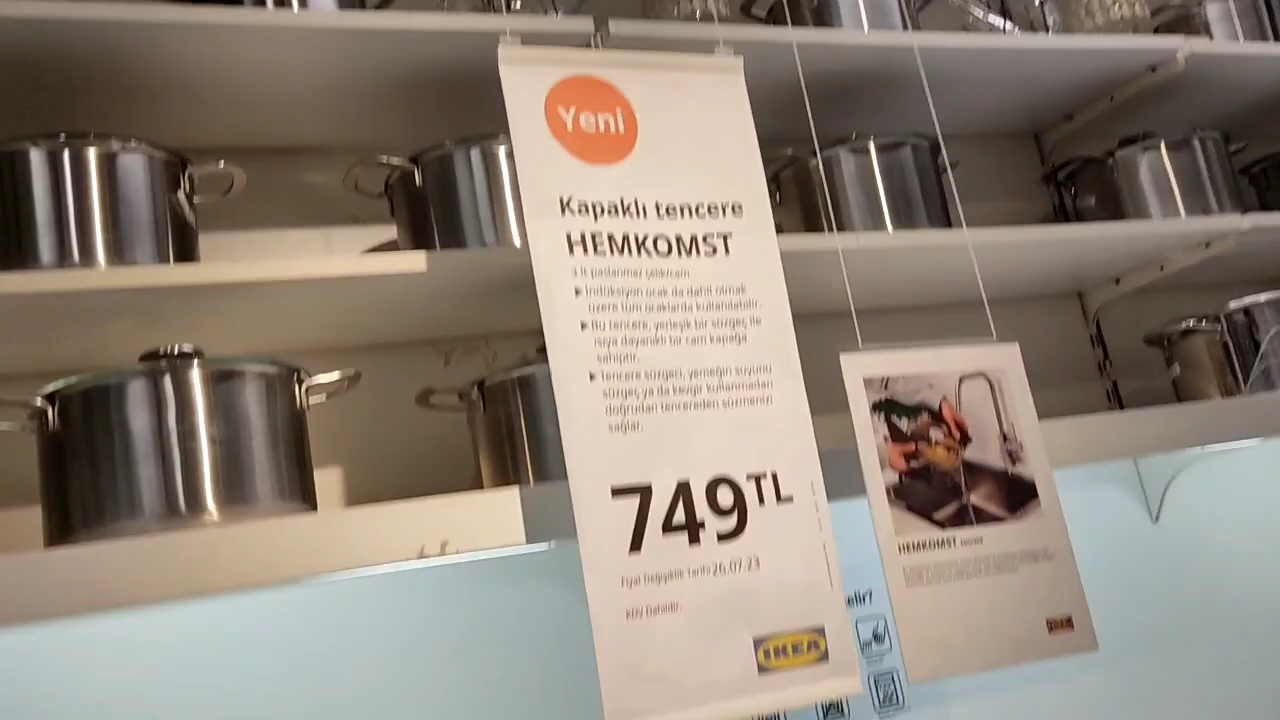 Yeni
Kapaklı tencere
HEMKOMST
lt paslanmaz çelik/cam
▶ İndüksiyon ocak da dahil olmak
üzere tüm ocaklarda kullanılabilir.
▶ Bu tencere, yerleşik bir süzgeç ile
ısıya dayanıklı bir cam kapağa
sahiptir.
▶ Tencere süzgeci, yemeğin suyunu
süzgeç ya da kevgir kullanmadan
doğrudan tencereden süzmenizi
sağlar.
749TL
Fiyat Değişiklik Tarihi 26.07.23
KDV Dahildir.
IKEA
HEMKOMST tencere
elir?